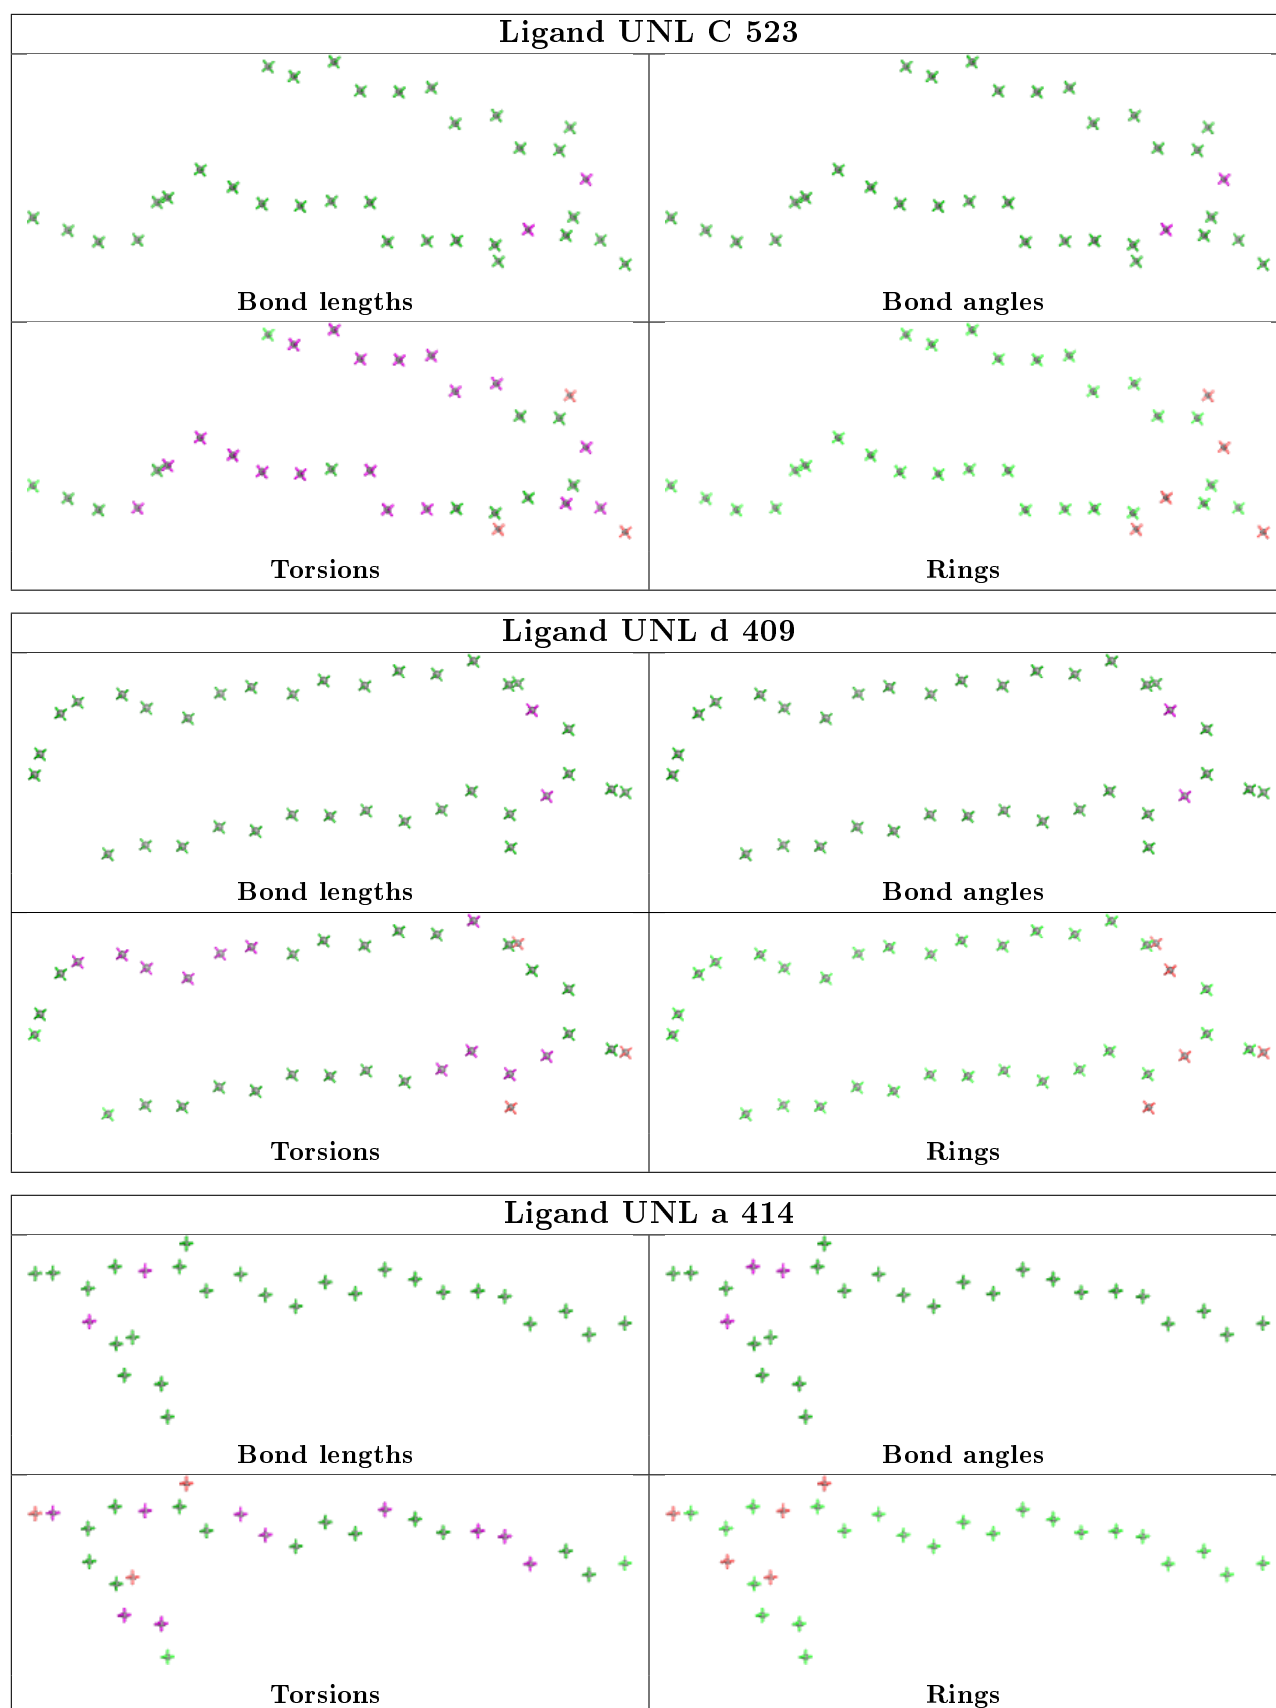 Ligand UNL C 523
Bond lengths
Bond angles
Torsions
Rings
Ligand UNL d 409
Bond lengths
Bond angles
Torsions
Rings
Ligand UNL a 414
Bond lengths
Bond angles
Torsions
Rings